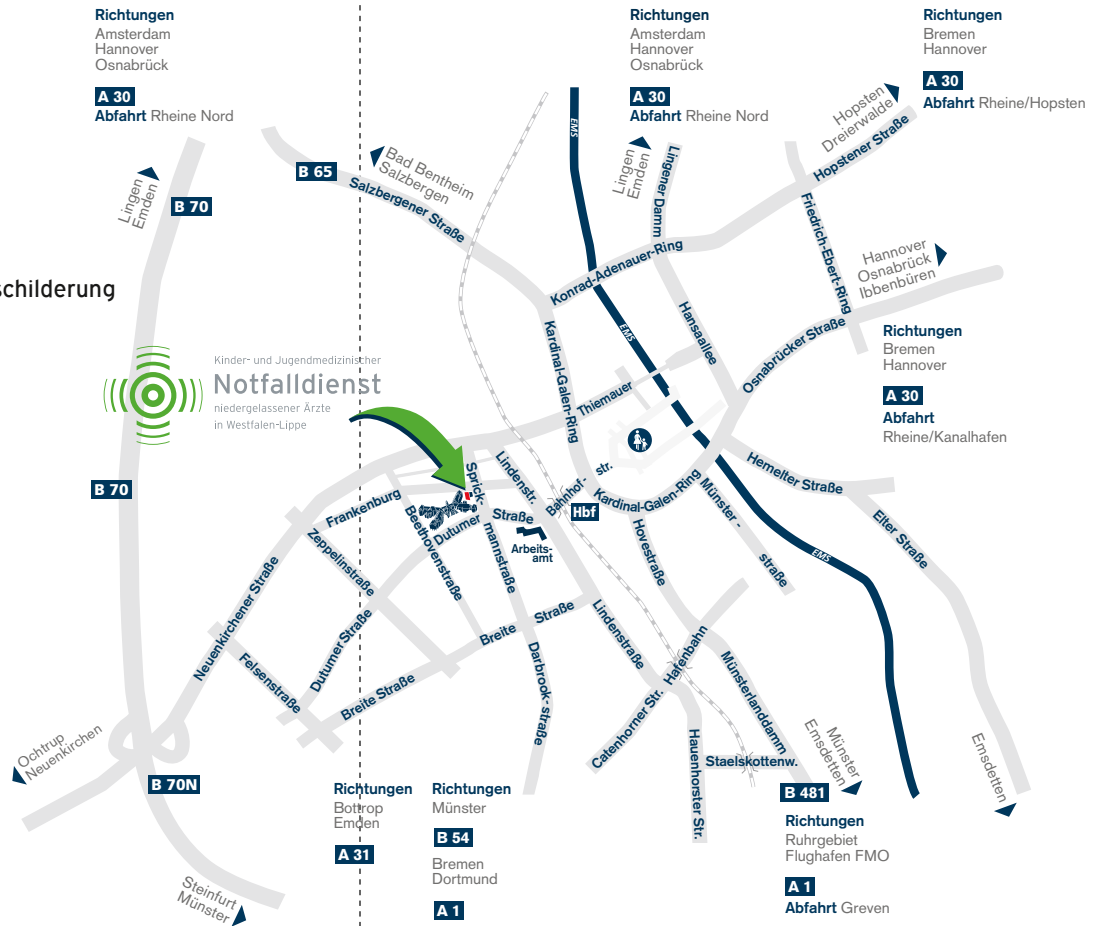 Richtungen
Amsterdam
Hannover
Osnabrück
A 30
Abfahrt Rheine Nord
Richtungen
Amsterdam
Hannover
Osnabrück
A 30
Abfahrt Rheine Nord
Richtungen
Bremen
Hannover
A 30
Abfahrt Rheine/Hopsten
Hopsten
Dreierwalde
Hopstener Straße
EMS
Lingen
Emden
Lingener Damm
B 65
Bad Bentheim
Salzbergen
Salzbergener Straße
Lingen
Emden
B 70
Friedrich-Ebert-Ring
Konrad-Adenauer-Ring
Hannover
Osnabrück
Ibbenbüren
schilderung
Kardinal-Galen-Ring
EMS
Hansaallee
Osnabrücker Straße
Richtungen
Bremen
Hannover
A 30
Abfahrt
Rheine/Kanalhafen
Kinder- und Jugendmedizinischer
Notfalldienst
niedergelassener Ärzte
in Westfalen-Lippe
Thiemauer
B 70
Sprick-
mannstraße
Lindenstr.
Bahnhof-
str.
Hbf
Kardinal-Galen-Ring
Münster -
straße
Hemelter Straße
Elter Straße
EMS
Frankenburg
Beethovenstraße
Dutumer
Straße
Arbeits-
amt
Hovestraße
Zeppelinstraße
Neuenkirchener Straße
Felsenstraße
Dutumer Straße
Breite Straße
Breite
Straße
Lindenstraße
Darbrook-
straße
Hafenbahn
Catenhorner Str.
Münsterlanddamm
Hauenhorster Str.
Staelskottenw.
Münster
Emsdetten
Emsdetten
Ochtrup
Neuenkirchen
B 70N
Steinfurt
Münster
Richtungen
Bottrop
Emden
A 31
Richtungen
Münster
B 54
Bremen
Dortmund
A 1
B 481
Richtungen
Ruhrgebiet
Flughafen FMO
A 1
Abfahrt Greven